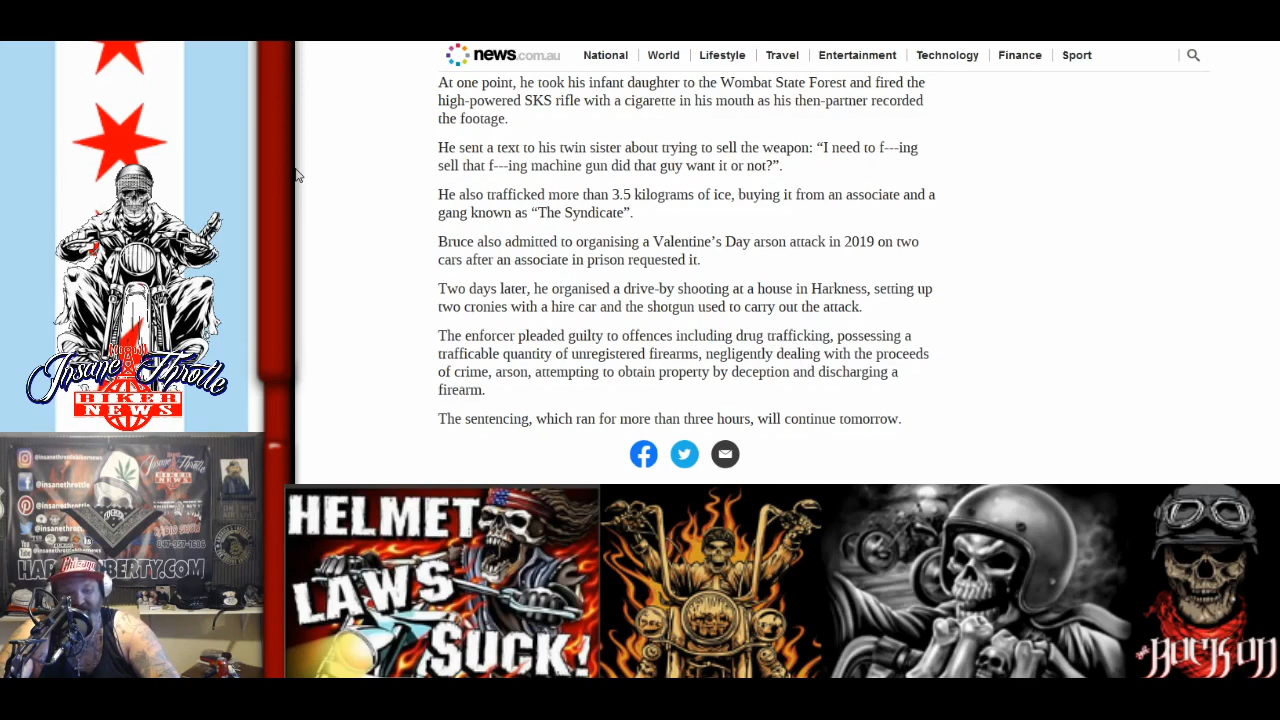 news.com.au
National World Lifestyle Travel Entertainment Technology Finance Sport
At one point, he took his infant daughter to the Wombat State Forest and fired the
high-powered SKS rifle with a cigarette in his mouth as his then-partner recorded
the footage.
He sent a text to his twin sister about trying to sell the weapon: “I need to f---ing
sell that f---ing machine gun did that guy want it or not?”.
He also trafficked more than 3.5 kilograms of ice, buying it from an associate and a
gang known as “The Syndicate”.
Bruce also admitted to organising a Valentine’s Day arson attack in 2019 on two
cars after an associate in prison requested it.
Two days later, he organised a drive-by shooting at a house in Harkness, setting up
two cronies with a hire car and the shotgun used to carry out the attack.
The enforcer pleaded guilty to offences including drug trafficking, possessing a
trafficable quantity of unregistered firearms, negligently dealing with the proceeds
of crime, arson, attempting to obtain property by deception and discharging a
firearm.
The sentencing, which ran for more than three hours, will continue tomorrow.
Insane Throttle
BIKER
NEWS
@insanethrottlebikernews
@insanethrottle
HELMET
LAWS
SUCK!
ROCK ON